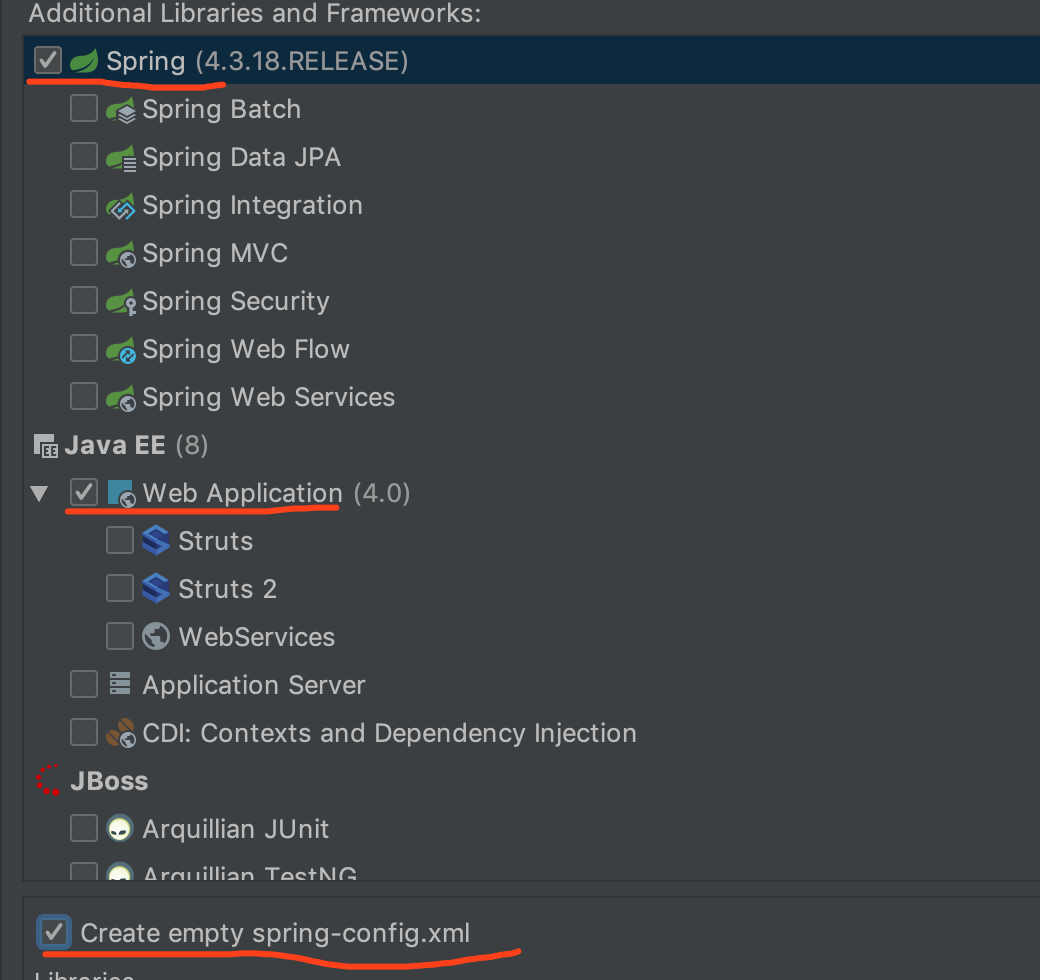 Additional Libraries and Frameworks:
Spring (4.3.18.RELEASE)
Spring Batch
Spring Data JPA
Spring Integration
Spring MVC
Spring Security
Spring Web Flow
Spring Web Services
Java EE (8)
Web Application (4.0)
Struts
Struts 2
WebServices
Application Server
CDI: Contexts and Dependency Injection
JBoss
Arquillian JUnit
Arquillian TestNG
Create empty spring-config.xml
Libraries